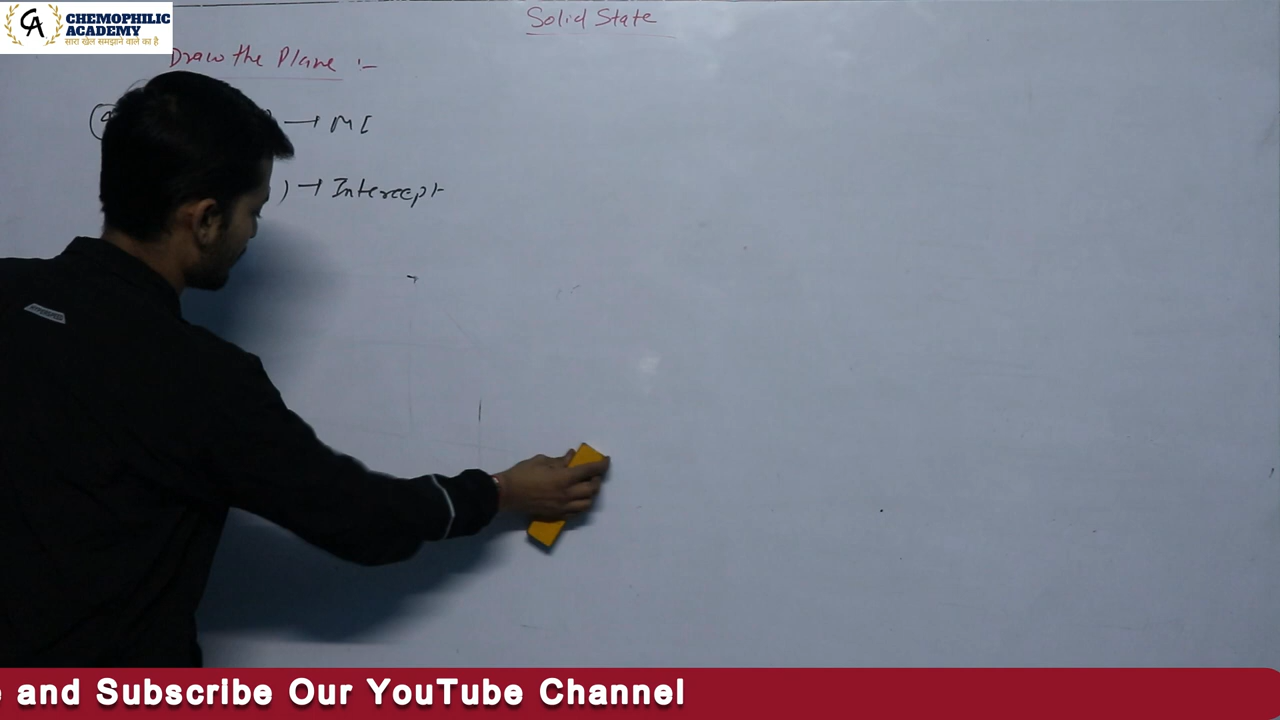 CHEMOPHILIC
ACADEMY
सारा खेल समझाने वाले का है
Solid State
Draw the Plane :-
→ MI
) → Intercept
and Subscribe Our YouTube Channel